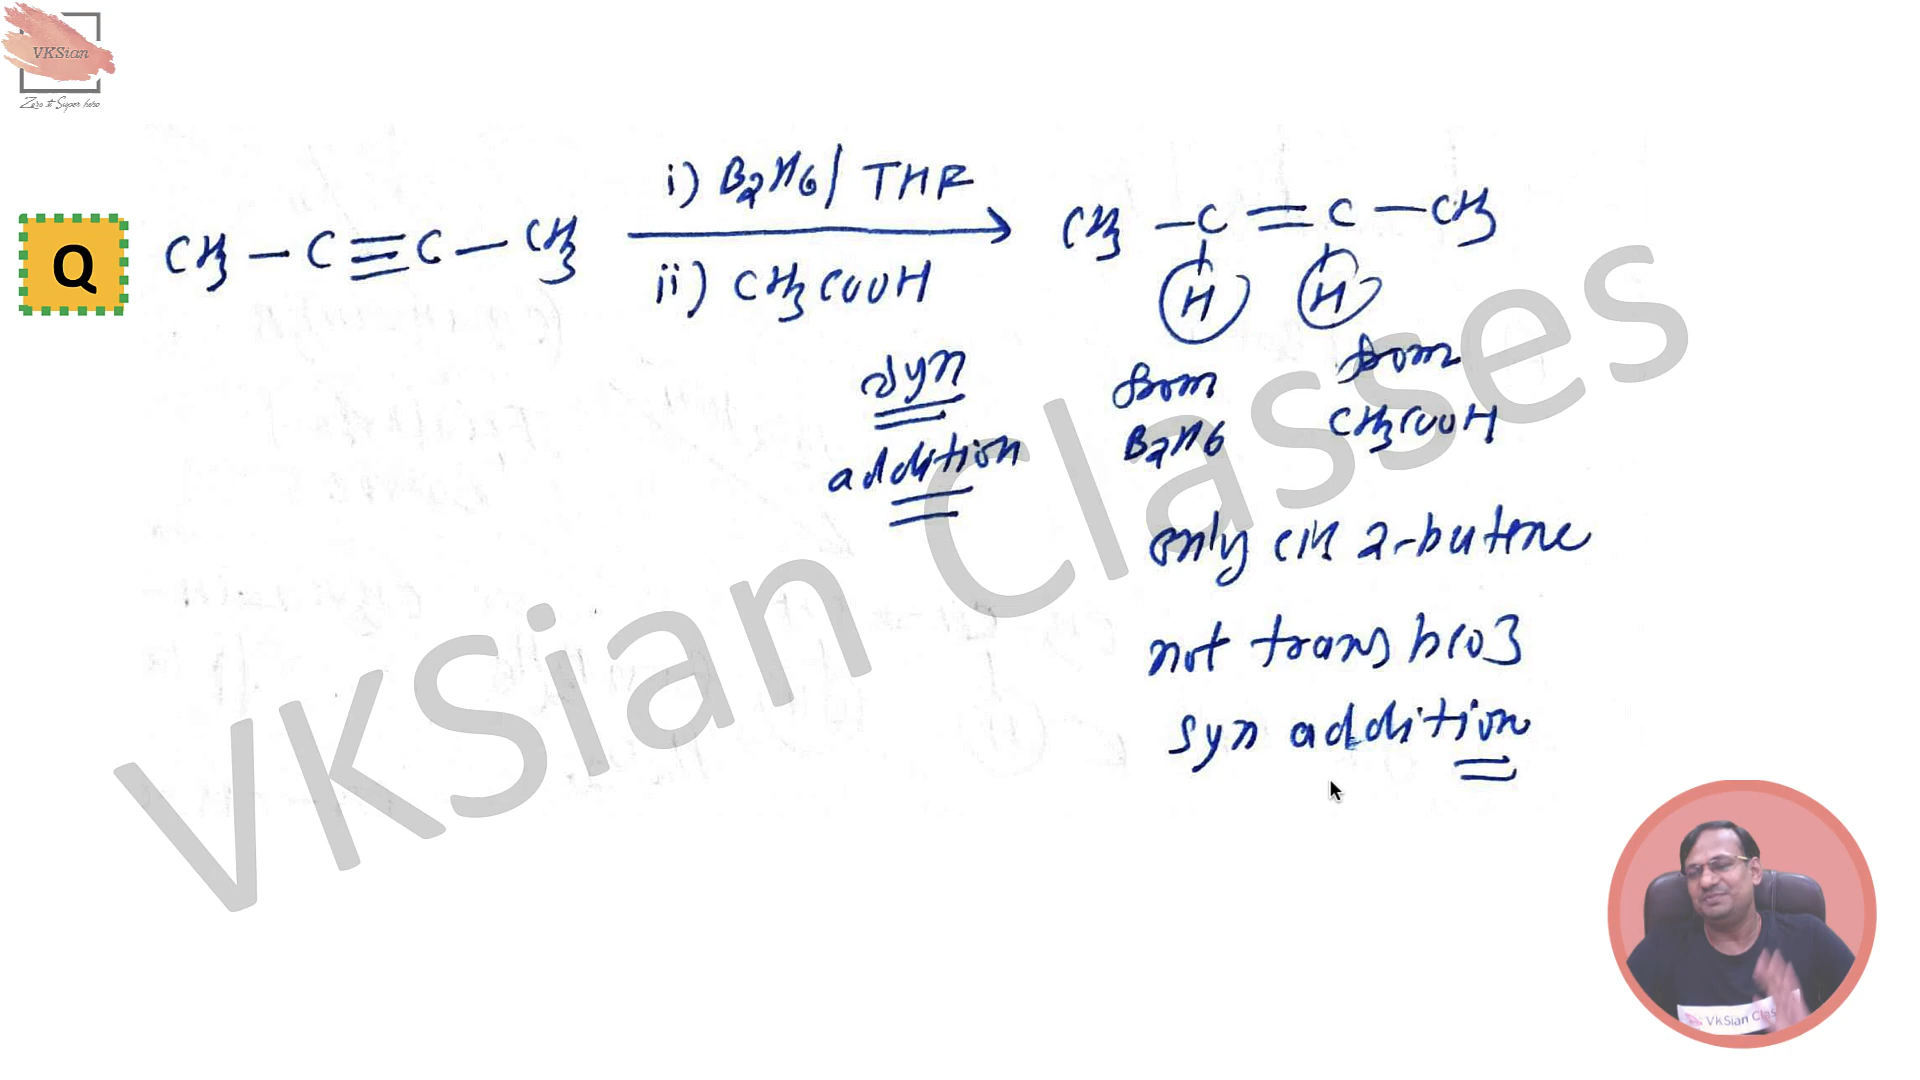 VKSian
Zero to Super hero
Q
CH3 – C ≡ C – CH3
i) B2H6 / THF
ii) CH3COOH
CH3 – C = C – CH3
H H
syn
addition
from
B2H6
from
CH3COOH
only cis 2-butene
not trans bcoz
syn addition
VKSian Classes
VKSian Clas